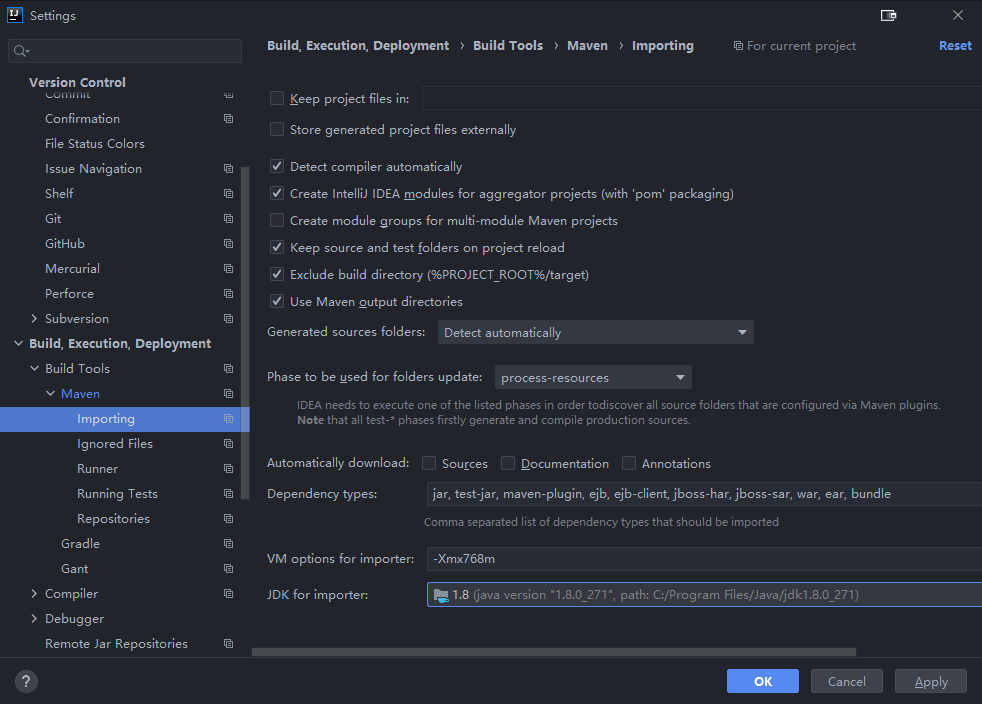 Settings
Version Control
Commit
Confirmation
File Status Colors
Issue Navigation
Shelf
Git
GitHub
Mercurial
Perforce
Subversion
Build, Execution, Deployment
Build Tools
Maven
Importing
Ignored Files
Runner
Running Tests
Repositories
Gradle
Gant
Compiler
Debugger
Remote Jar Repositories
Build, Execution, Deployment › Build Tools › Maven › Importing
For current project
Reset
Keep project files in:
Store generated project files externally
Detect compiler automatically
Create IntelliJ IDEA modules for aggregator projects (with 'pom' packaging)
Create module groups for multi-module Maven projects
Keep source and test folders on project reload
Exclude build directory (%PROJECT_ROOT%/target)
Use Maven output directories
Generated sources folders: Detect automatically
Phase to be used for folders update: process-resources
IDEA needs to execute one of the listed phases in order todiscover all source folders that are configured via Maven plugins.
Note that all test-* phases firstly generate and compile production sources.
Automatically download: Sources Documentation Annotations
Dependency types: jar, test-jar, maven-plugin, ejb, ejb-client, jboss-har, jboss-sar, war, ear, bundle
Comma separated list of dependency types that should be imported
VM options for importer: -Xmx768m
JDK for importer: 1.8 (java version "1.8.0_271", path: C:/Program Files/Java/jdk1.8.0_271)
?
OK
Cancel
Apply